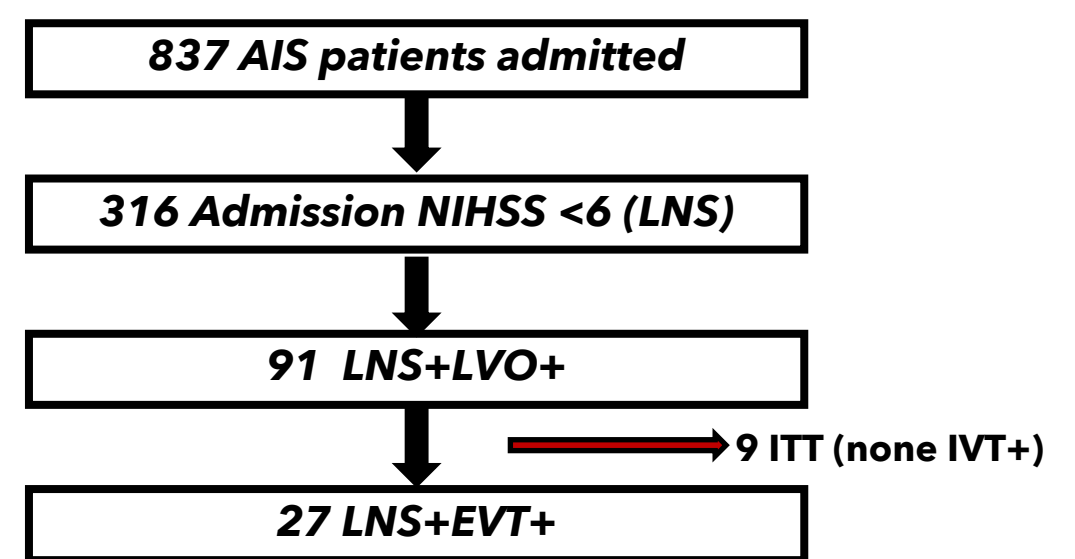 837 AIS patients admitted
316 Admission NIHSS <6 (LNS)
91 LNS+LVO+
9 ITT (none IVT+)
27 LNS+EVT+